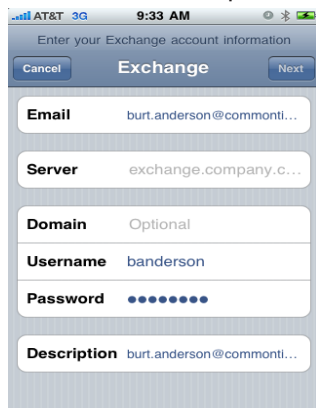 AT&T 3G 9:33 AM
Enter your Exchange account information
Cancel Exchange Next
Email burt.anderson@commonti...
Server exchange.company.c...
Domain Optional
Username banderson
Password ●●●●●●●●
Description burt.anderson@commonti...